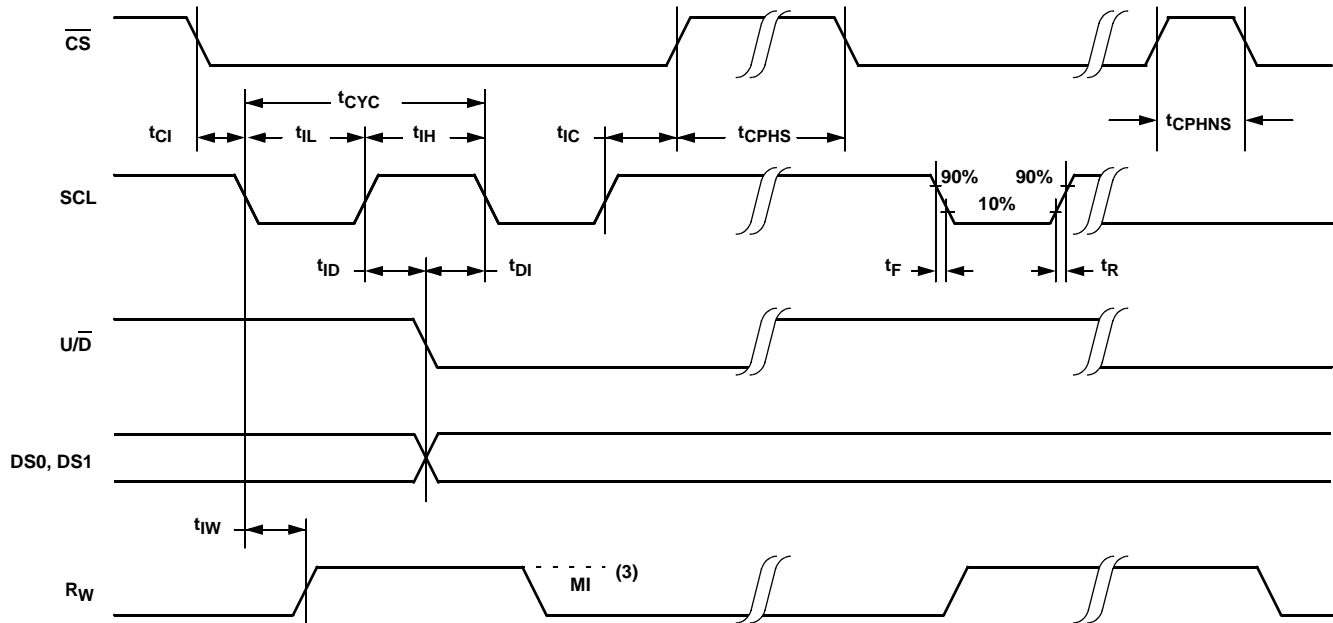 CS
tCYC
tCI tIL tIH tIC tCPHS tCPHNS
SCL 90% 90%
10%
tID tDI tF tR
U/D
DS0, DS1
tIW
RW MI (3)